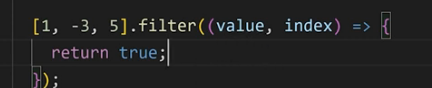 [1, -3, 5].filter((value, index) => {
return true;
});